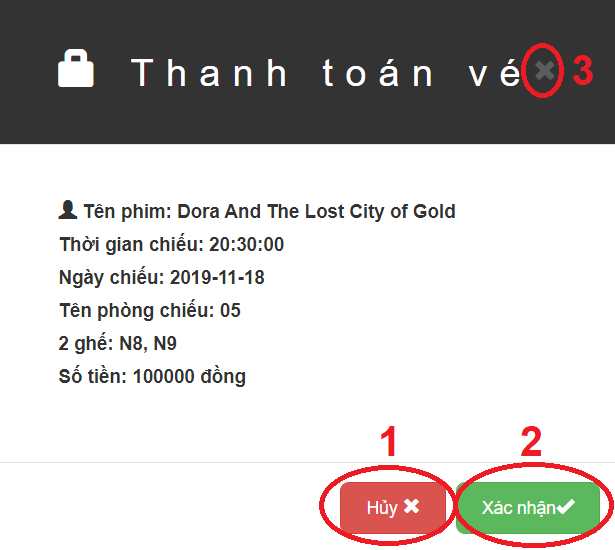 Thanh toán vé 3
Tên phim: Dora And The Lost City of Gold
Thời gian chiếu: 20:30:00
Ngày chiếu: 2019-11-18
Tên phòng chiếu: 05
2 ghế: N8, N9
Số tiền: 100000 đồng
1 2
Hủy Xác nhận